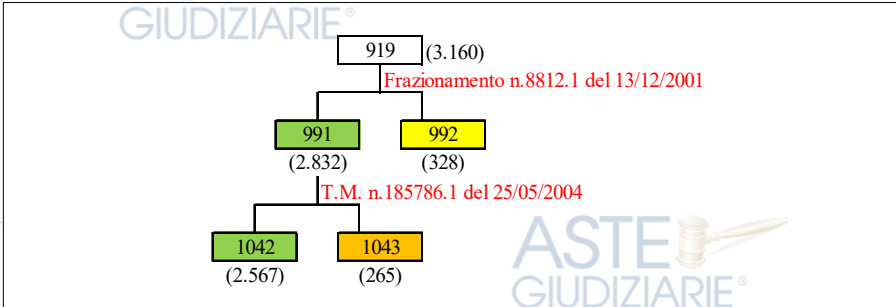 GIUDIZIARIE®
919 (3.160)
Frazionamento n.8812.1 del 13/12/2001
991 992
(2.832) (328)
T.M. n.185786.1 del 25/05/2004
1042 1043
(2.567) (265)
ASTE
GIUDIZIARIE®